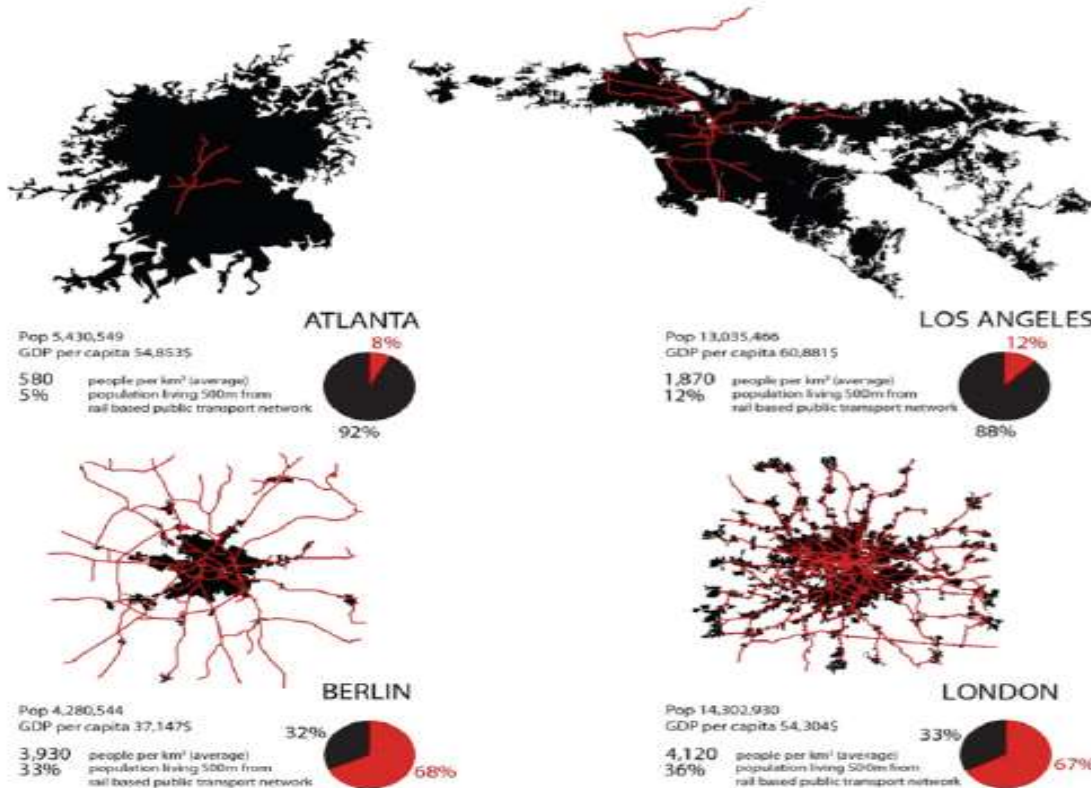 ATLANTA
Pop 5,430,549
GDP per capita 54,853$
8%
580 people per km² (average)
5% population living 500m from
rail based public transport network
92%
LOS ANGELES
Pop 13,035,466
GDP per capita 60,881$
12%
1,870 people per km² (average)
12% population living 500m from
rail based public transport network
88%
BERLIN
Pop 4,280,544
GDP per capita 37,147$
32%
3,930 people per km² (average)
33% population living 500m from
rail based public transport network
68%
LONDON
Pop 14,302,930
GDP per capita 54,304$
33%
4,120 people per km² (average)
36% population living 500m from
rail based public transport network
67%